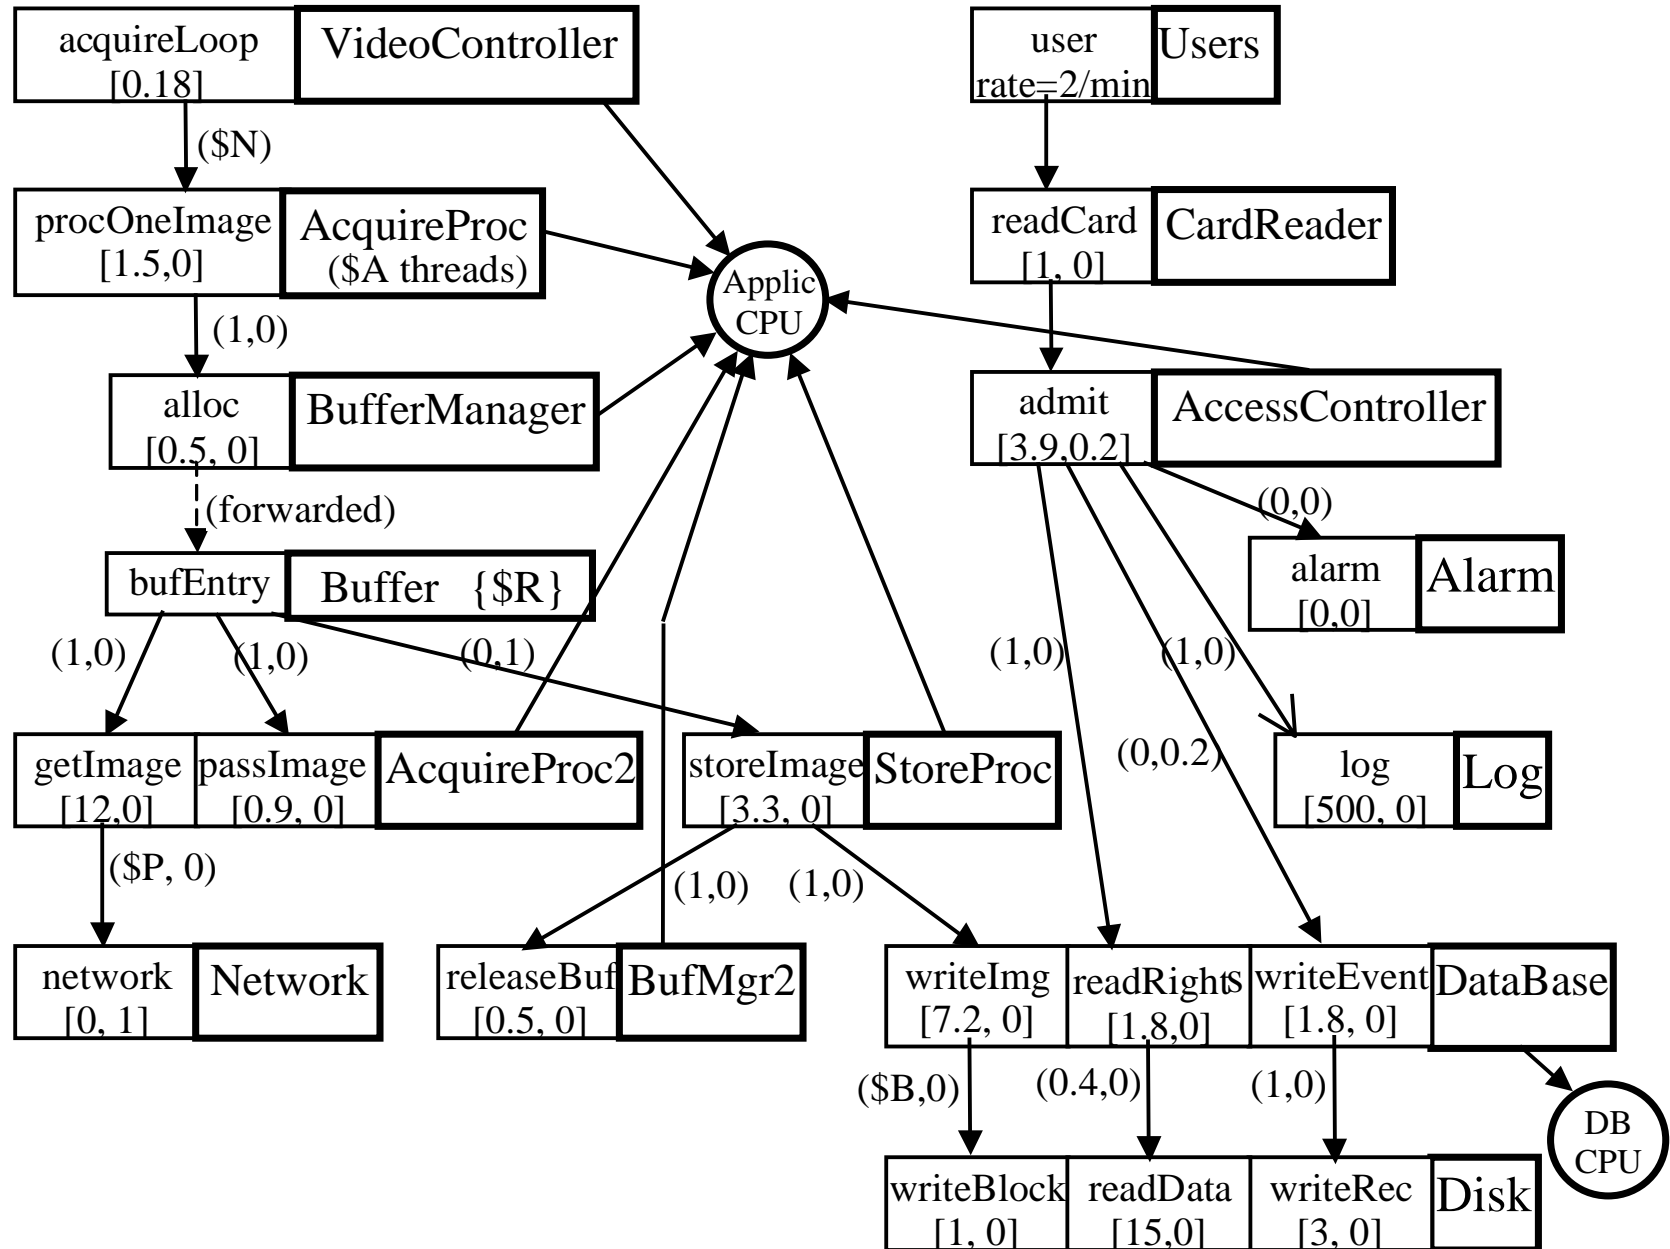 acquireLoop
[0.18]
VideoController
user
rate=2/min
Users
($N)
procOneImage
[1.5,0]
AcquireProc
($A threads)
Applic
CPU
readCard
[1, 0]
CardReader
(1,0)
alloc
[0.5, 0]
BufferManager
admit
[3.9,0.2]
AccessController
(forwarded)
(0,0)
bufEntry
Buffer {$R}
alarm
[0,0]
Alarm
(1,0)
(1,0)
(0,1)
(1,0)
(1,0)
(0,0.2)
getImage
[12,0]
passImage
[0.9, 0]
AcquireProc2
storeImage
[3.3, 0]
StoreProc
log
[500, 0]
Log
($P, 0)
(1,0)
(1,0)
network
[0, 1]
Network
releaseBuf
[0.5, 0]
BufMgr2
writeImg
[7.2, 0]
readRights
[1.8,0]
writeEvent
[1.8, 0]
DataBase
($B,0)
(0.4,0)
(1,0)
DB
CPU
writeBlock
[1, 0]
readData
[15,0]
writeRec
[3, 0]
Disk